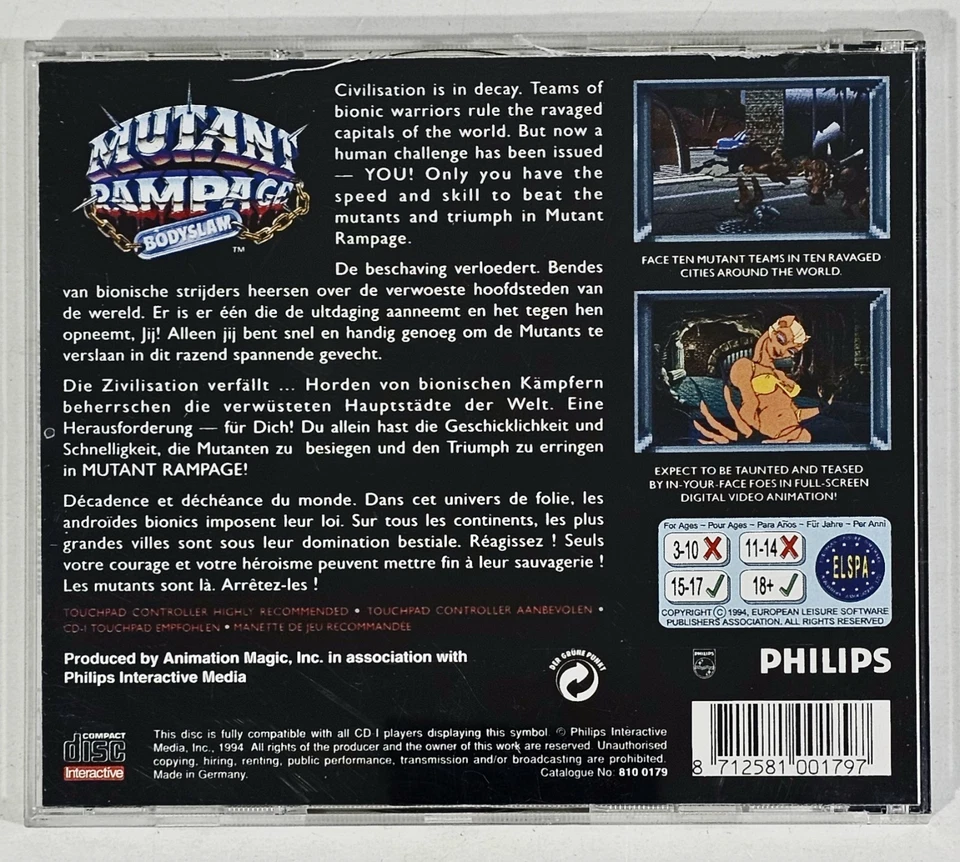 MUTANT
RAMPAGE
BODYSLAM
™
Civilisation is in decay. Teams of
bionic warriors rule the ravaged
capitals of the world. But now a
human challenge has been issued
— YOU! Only you have the
speed and skill to beat the
mutants and triumph in Mutant
Rampage.
De beschaving verloedert. Bendes
van bionische strijders heersen over de verwoeste hoofdsteden van
de wereld. Er is er één die de ultdaging aanneemt en het tegen hen
opneemt, Jij! Alleen jij bent snel en handig genoeg om de Mutants te
verslaan in dit razend spannende gevecht.
Die Zivilisation verfällt ... Horden von bionischen Kämpfern
beherrschen die verwüsteten Hauptstädte der Welt. Eine
Herausforderung — für Dich! Du allein hast die Geschicklichkeit und
Schnelligkeit, die Mutanten zu besiegen und den Triumph zu erringen
in MUTANT RAMPAGE!
Décadence et déchéance du monde. Dans cet univers de folie, les
androïdes bionics imposent leur loi. Sur tous les continents, les plus
grandes villes sont sous leur domination bestiale. Réagissez ! Seuls
votre courage et votre héroisme peuvent mettre fin à leur sauvagerie !
Les mutants sont là. Arrêtez-les !
TOUCHPAD CONTROLLER HIGHLY RECOMMENDED • TOUCHPAD CONTROLLER AANBEVOLEN •
CD-I TOUCHPAD EMPFOHLEN • MANETTE DE JEU RECOMMANDÉE
Produced by Animation Magic, Inc. in association with
Philips Interactive Media
FACE TEN MUTANT TEAMS IN TEN RAVAGED
CITIES AROUND THE WORLD.
EXPECT TO BE TAUNTED AND TEASED
BY IN-YOUR-FACE FOES IN FULL-SCREEN
DIGITAL VIDEO ANIMATION!
For Ages – Pour Ages – Para Años – Für Jahre – Per Anni
3-10 11-14
15-17 18+
ELSPA
COPYRIGHT © 1994, EUROPEAN LEISURE SOFTWARE
PUBLISHERS ASSOCIATION. ALL RIGHTS RESERVED
DER GRÜNE PUNKT
PHILIPS
COMPACT
disc
Interactive
This disc is fully compatible with all CD I players displaying this symbol. © Philips Interactive
Media, Inc., 1994 All rights of the producer and the owner of this work are reserved. Unauthorised
copying, hiring, renting, public performance, transmission and/or broadcasting are prohibited.
Made in Germany. Catalogue No: 810 0179
8 712581 001797